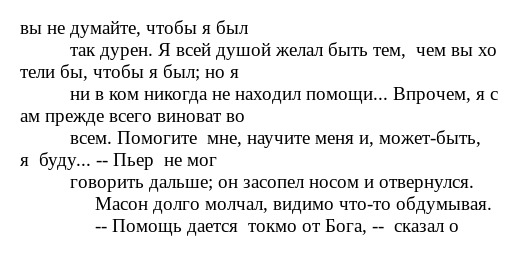 вы не думайте, чтобы я был
так дурен. Я всей душой желал быть тем,  чем вы хо
тели бы, чтобы я был; но я
ни в ком никогда не находил помощи... Впрочем, я с
ам прежде всего виноват во
всем. Помогите  мне, научите меня и, может-быть,
я  буду... -- Пьер  не мог
говорить дальше; он засопел носом и отвернулся.
Масон долго молчал, видимо что-то обдумывая.
-- Помощь дается  токмо от Бога, --  сказал о